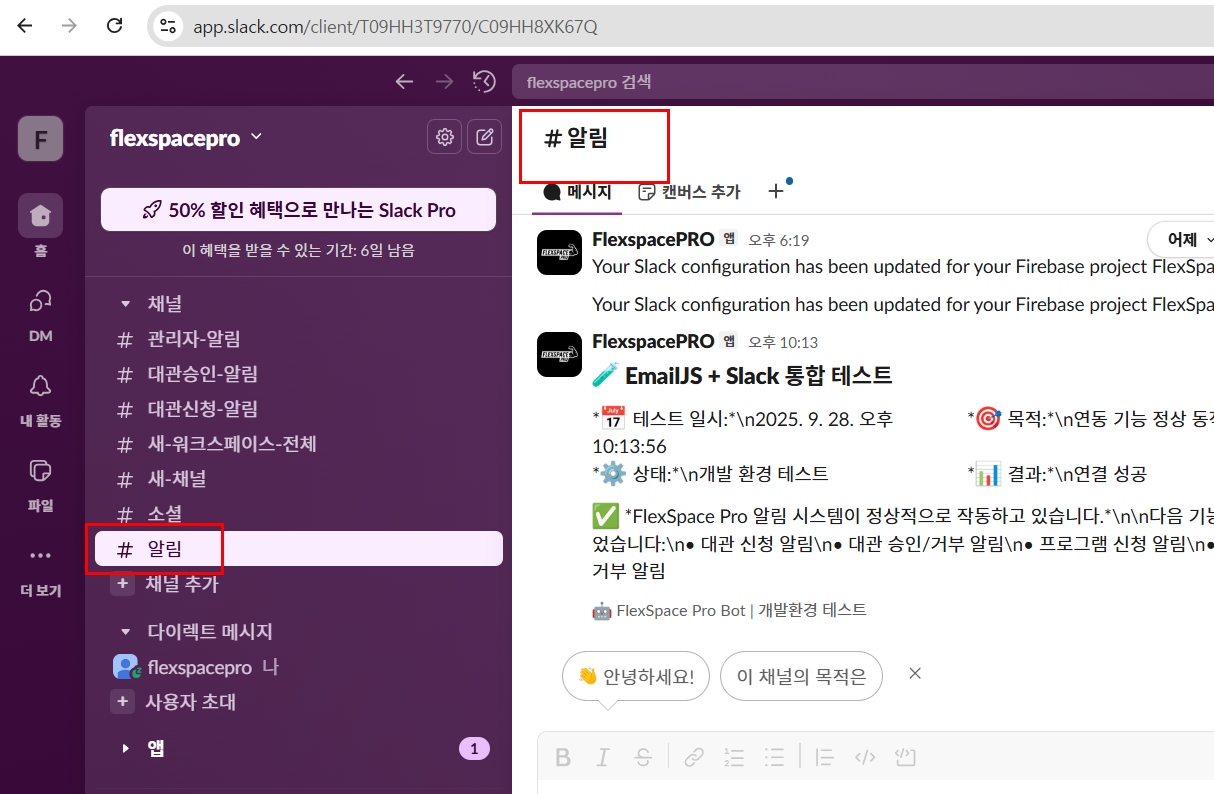 app.slack.com/client/T09HH3T9770/C09HH8XK67Q
flexspacepro 검색
F
홈
DM
내 활동
파일
더 보기
flexspacepro
50% 할인 혜택으로 만나는 Slack Pro
이 혜택을 받을 수 있는 기간: 6일 남음
채널
# 관리자-알림
# 대관승인-알림
# 대관신청-알림
# 새-워크스페이스-전체
# 새-채널
# 소셜
# 알림
+ 채널 추가
다이렉트 메시지
flexspacepro 나
+ 사용자 초대
앱 1
# 알림
메시지 캔버스 추가 +
어제
FLEXSPACE PRO
FlexspacePRO 앱 오후 6:19
Your Slack configuration has been updated for your Firebase project FlexSpa
Your Slack configuration has been updated for your Firebase project FlexSpa
FLEXSPACE PRO
FlexspacePRO 앱 오후 10:13
🧪 EmailJS + Slack 통합 테스트
*📅 테스트 일시:*\n2025. 9. 28. 오후
10:13:56
*🎯 목적:*\n연동 기능 정상 동작
*⚙️ 상태:*\n개발 환경 테스트
*📊 결과:*\n연결 성공
✅ *FlexSpace Pro 알림 시스템이 정상적으로 작동하고 있습니다.*\n\n다음 기능
었습니다:\n• 대관 신청 알림\n• 대관 승인/거부 알림\n• 프로그램 신청 알림\n•
거부 알림
🤖 FlexSpace Pro Bot | 개발환경 테스트
👋 안녕하세요!
이 채널의 목적은
B I S